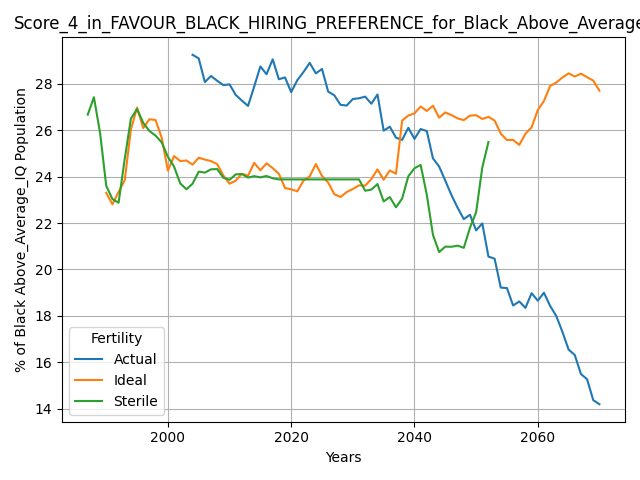 Score_4_in_FAVOUR_BLACK_HIRING_PREFERENCE_for_Black_Above_Average
% of Black Above_Average_IQ Population
28
26
24
22
20
18
16
14
Fertility
Actual
Ideal
Sterile
2000 2020 2040 2060
Years